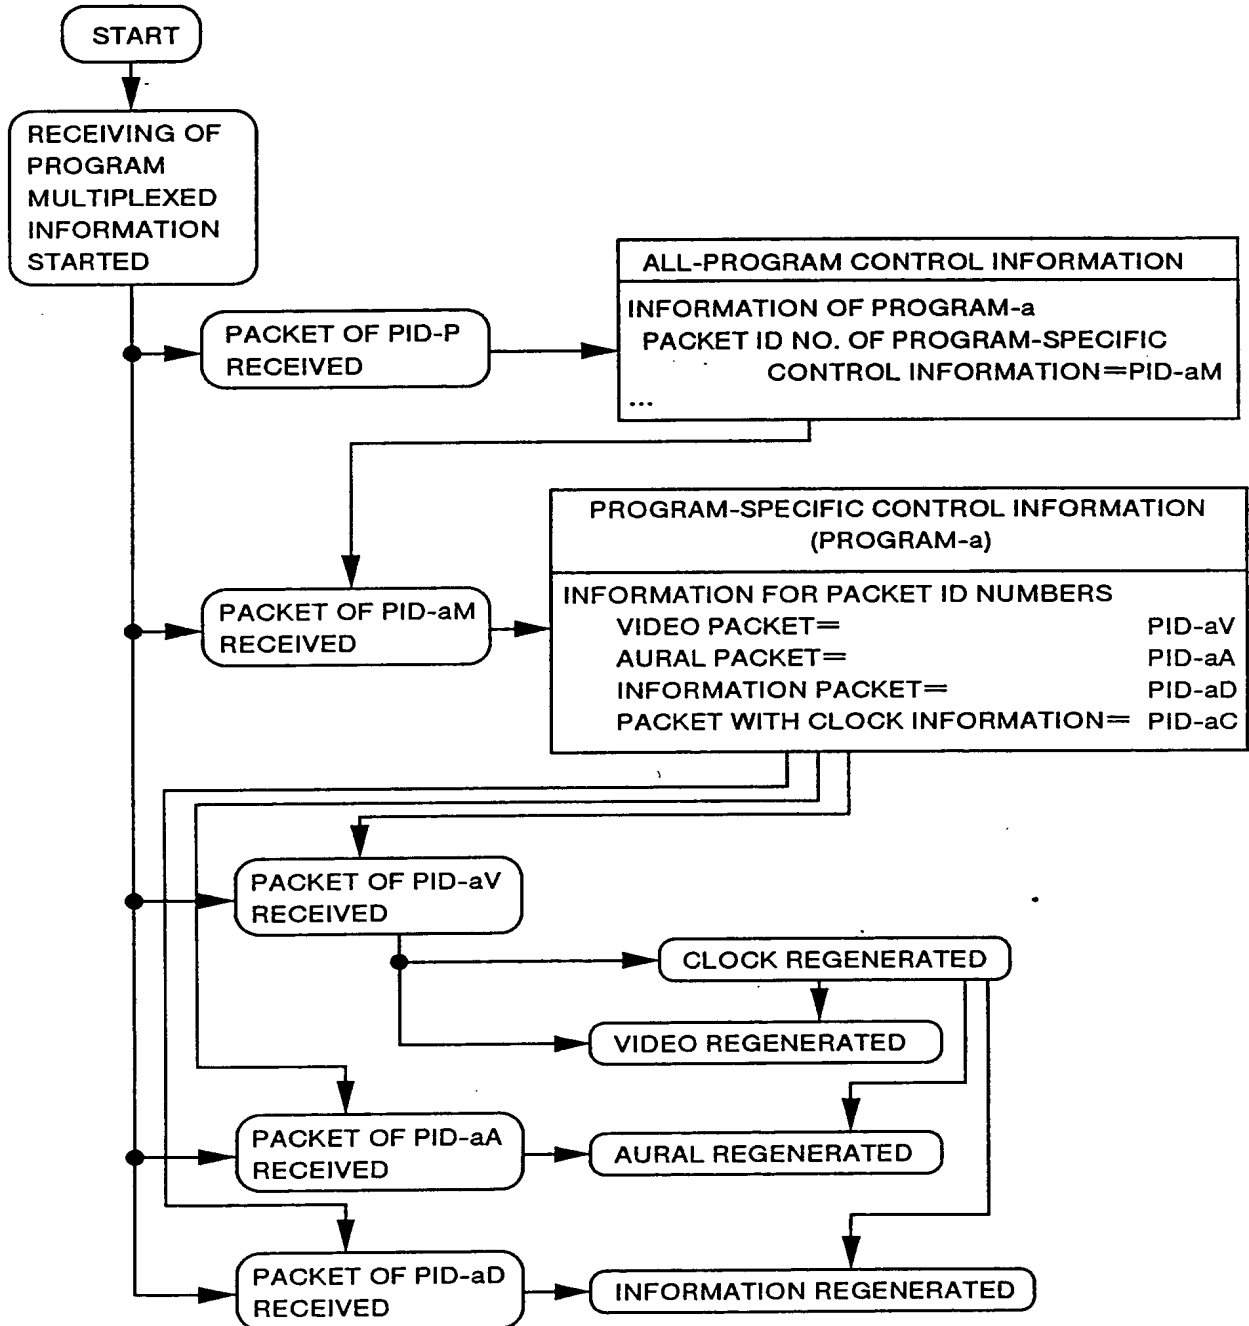 START
RECEIVING OF
PROGRAM
MULTIPLEXED
INFORMATION
STARTED
ALL-PROGRAM CONTROL INFORMATION
INFORMATION OF PROGRAM-a
PACKET ID NO. OF PROGRAM-SPECIFIC
CONTROL INFORMATION=PID-aM
...
PACKET OF PID-P
RECEIVED
PROGRAM-SPECIFIC CONTROL INFORMATION
(PROGRAM-a)
INFORMATION FOR PACKET ID NUMBERS
VIDEO PACKET= PID-aV
AURAL PACKET= PID-aA
INFORMATION PACKET= PID-aD
PACKET WITH CLOCK INFORMATION= PID-aC
PACKET OF PID-aM
RECEIVED
PACKET OF PID-aV
RECEIVED
CLOCK REGENERATED
VIDEO REGENERATED
PACKET OF PID-aA
RECEIVED
AURAL REGENERATED
PACKET OF PID-aD
RECEIVED
INFORMATION REGENERATED